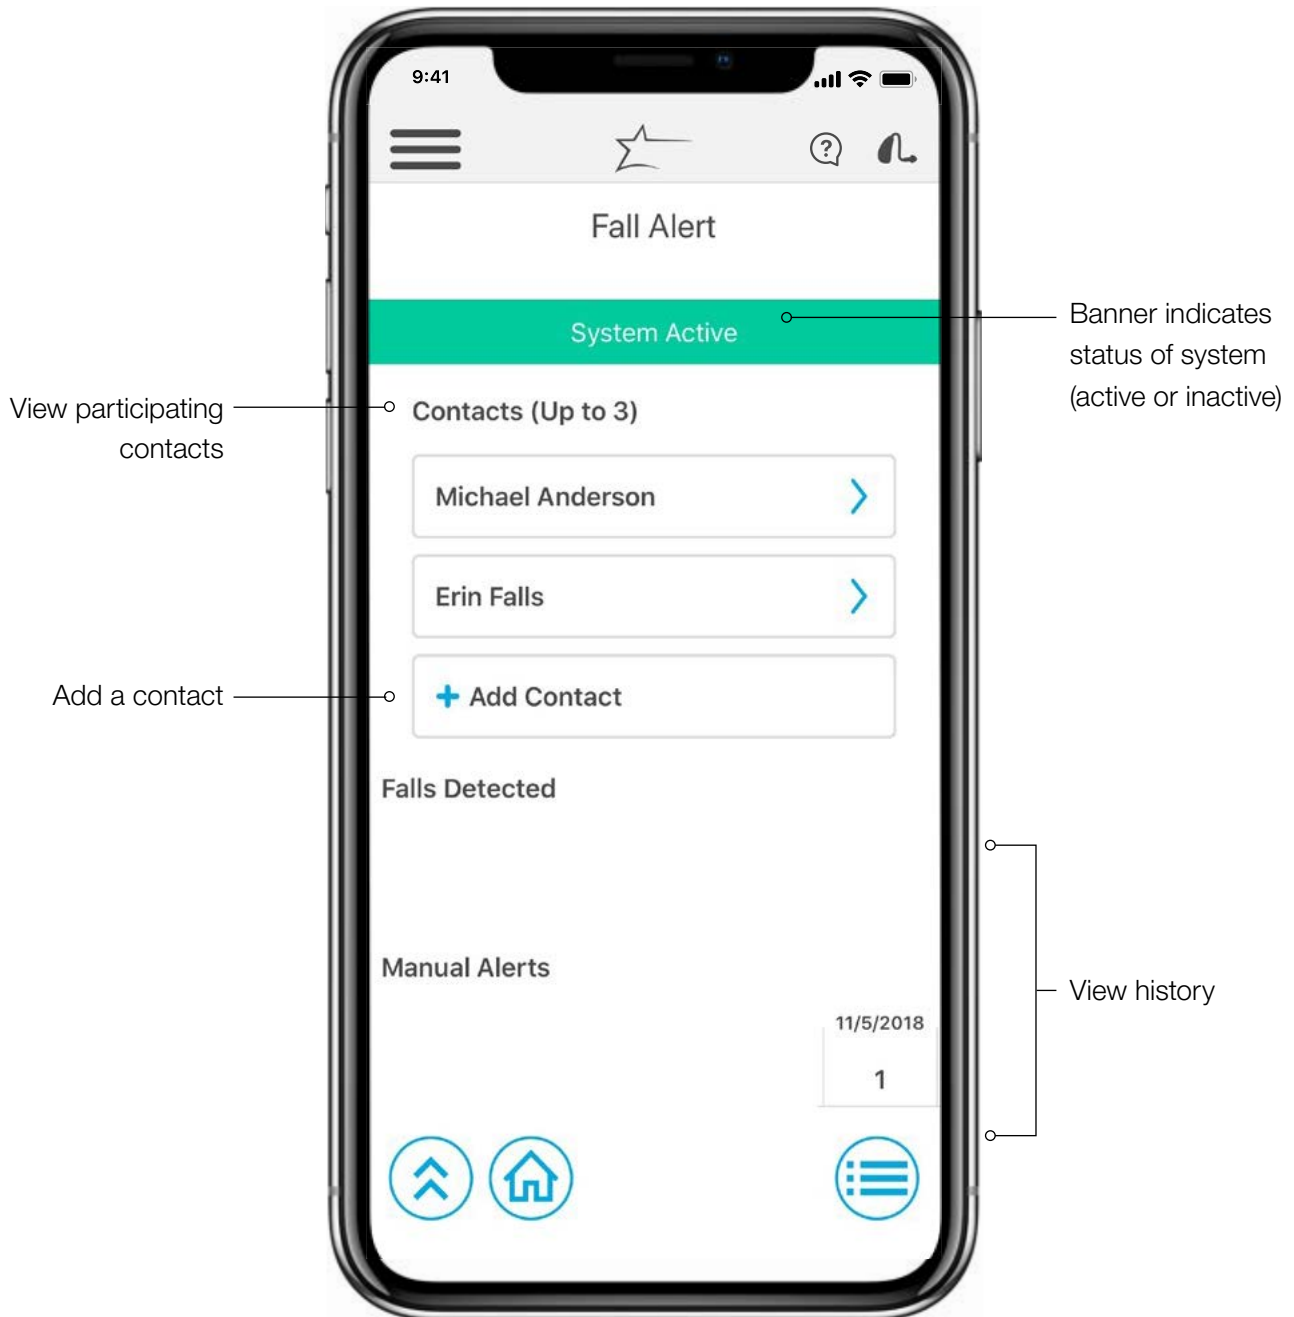 9:41
?
Fall Alert
System Active
Banner indicates
status of system
(active or inactive)
View participating
contacts
Contacts (Up to 3)
Michael Anderson
Erin Falls
Add a contact
+ Add Contact
Falls Detected
Manual Alerts
View history
11/5/2018
1